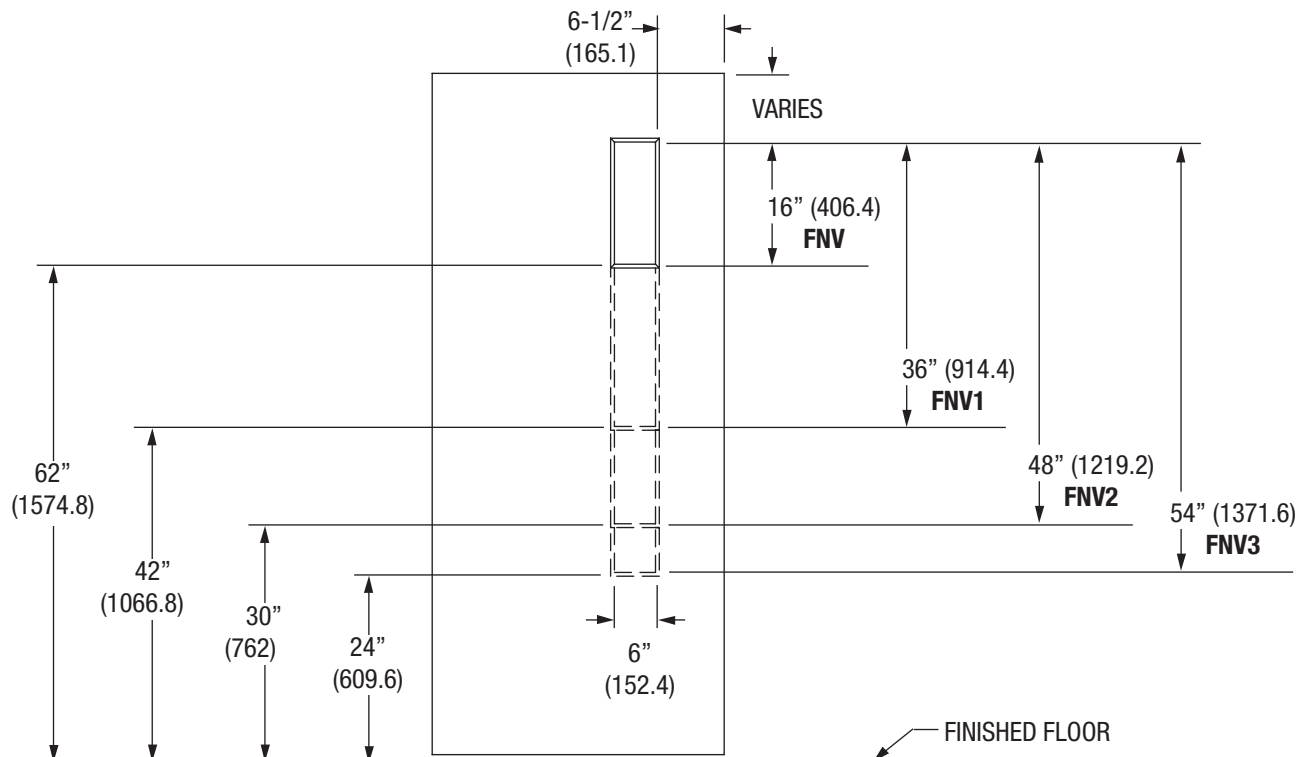 6-1/2”
(165.1)
VARIES
16” (406.4)
FNV
36” (914.4)
FNV1
48” (1219.2)
FNV2
54” (1371.6)
FNV3
62”
(1574.8)
42”
(1066.8)
30”
(762)
24”
(609.6)
6”
(152.4)
FINISHED FLOOR